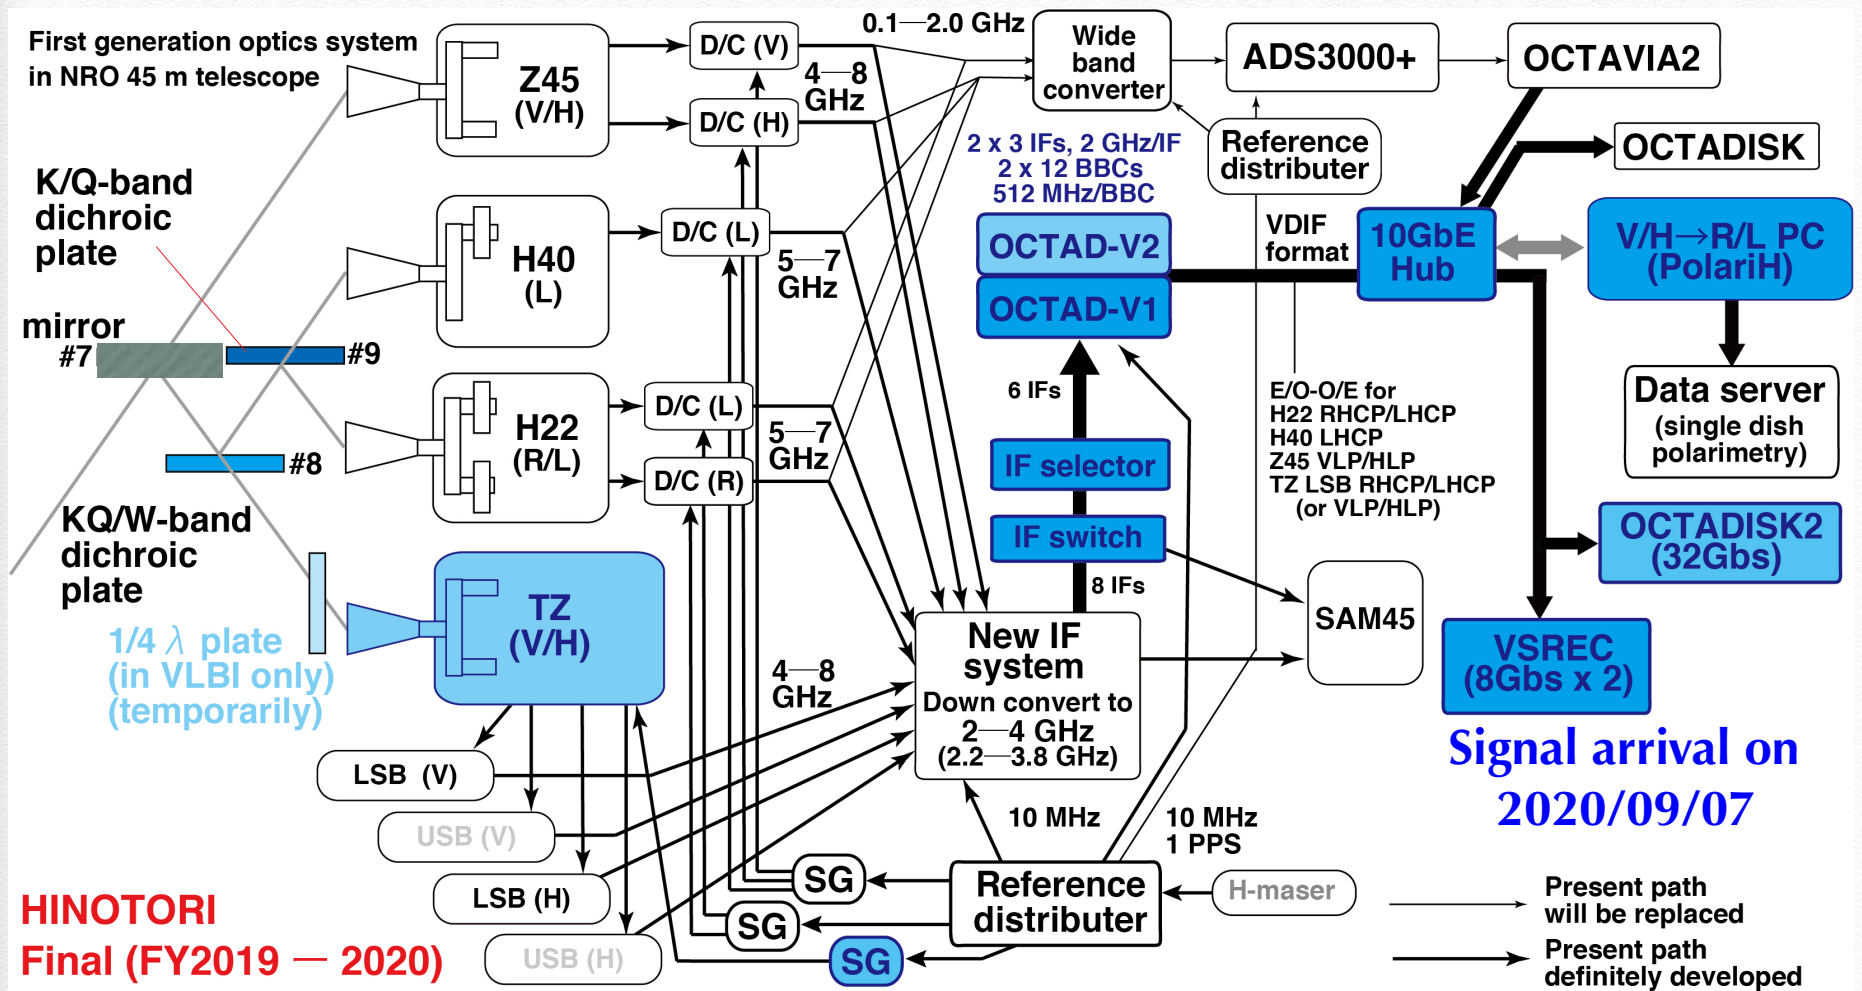 First generation optics system
in NRO 45 m telescope
K/Q-band
dichroic
plate
mirror
#7
#9
#8
KQ/W-band
dichroic
plate
1/4 λ plate
(in VLBI only)
(temporarily)
HINOTORI
Final (FY2019 — 2020)
Z45
(V/H)
H40
(L)
H22
(R/L)
TZ
(V/H)
LSB (V)
USB (V)
LSB (H)
USB (H)
D/C (V)
D/C (H)
D/C (L)
D/C (L)
D/C (R)
0.1—2.0 GHz
4—8
GHz
5—7
GHz
5—7
GHz
4—8
GHz
Wide
band
converter
ADS3000+
OCTAVIA2
Reference
distributer
OCTADISK
2 x 3 IFs, 2 GHz/IF
2 x 12 BBCs
512 MHz/BBC
OCTAD-V2
OCTAD-V1
VDIF
format
10GbE
Hub
V/H→R/L PC
(PolariH)
Data server
(single dish
polarimetry)
6 IFs
IF selector
IF switch
8 IFs
E/O-O/E for
H22 RHCP/LHCP
H40 LHCP
Z45 VLP/HLP
TZ LSB RHCP/LHCP
(or VLP/HLP)
OCTADISK2
(32Gbs)
SAM45
VSREC
(8Gbs x 2)
New IF
system
Down convert to
2—4 GHz
(2.2—3.8 GHz)
Signal arrival on
2020/09/07
10 MHz
10 MHz
1 PPS
SG
SG
SG
Reference
distributer
H-maser
Present path
will be replaced
Present path
definitely developed